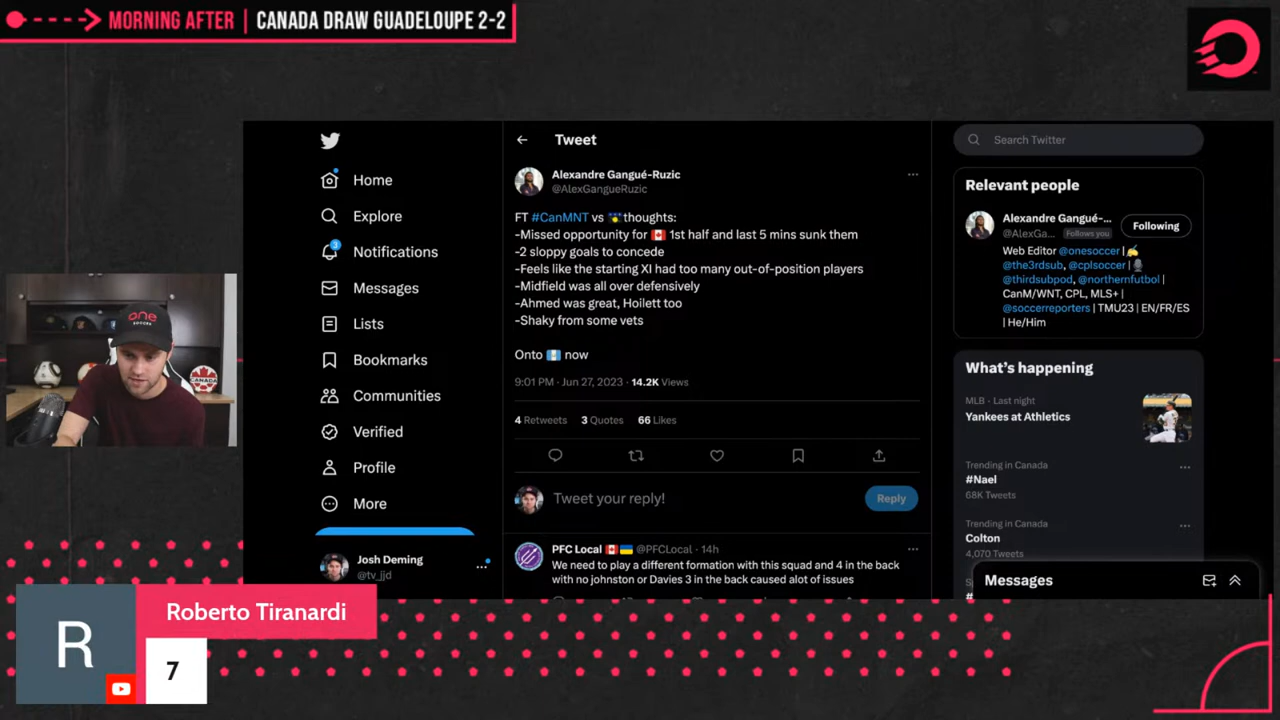 MORNING AFTER | CANADA DRAW GUADELOUPE 2-2
Home
Explore
3
Notifications
Messages
Lists
Bookmarks
Communities
Verified
Profile
More
Josh Deming
@tv_jjd
Tweet
Alexandre Gangué-Ruzic
@AlexGangueRuzic
FT #CanMNT vs thoughts:
-Missed opportunity for 🇨🇦 1st half and last 5 mins sunk them
-2 sloppy goals to concede
-Feels like the starting XI had too many out-of-position players
-Midfield was all over defensively
-Ahmed was great, Hoilett too
-Shaky from some vets
Onto 🇬🇹 now
9:01 PM · Jun 27, 2023 · 14.2K Views
4 Retweets 3 Quotes 66 Likes
Tweet your reply!
Reply
PFC Local 🇨🇦 🇺🇦 @PFCLocal · 14h
We need to play a different formation with this squad and 4 in the back
with no johnston or Davies 3 in the back caused alot of issues
Search Twitter
Relevant people
Alexandre Gangué-...
@AlexGa... Follows you
Following
Web Editor @onesoccer |✍
@the3rdsub, @cplsoccer |🎙
@thirdsubpod, @northernfutbol |
CanM/WNT, CPL, MLS+ |
@soccerreporters | TMU23 | EN/FR/ES
| He/Him
What's happening
MLB · Last night
Yankees at Athletics
Trending in Canada
#Nael
68K Tweets
Trending in Canada
Colton
4,070 Tweets
Messages
one
SOCCER
CANADA
R
Roberto Tiranardi
7